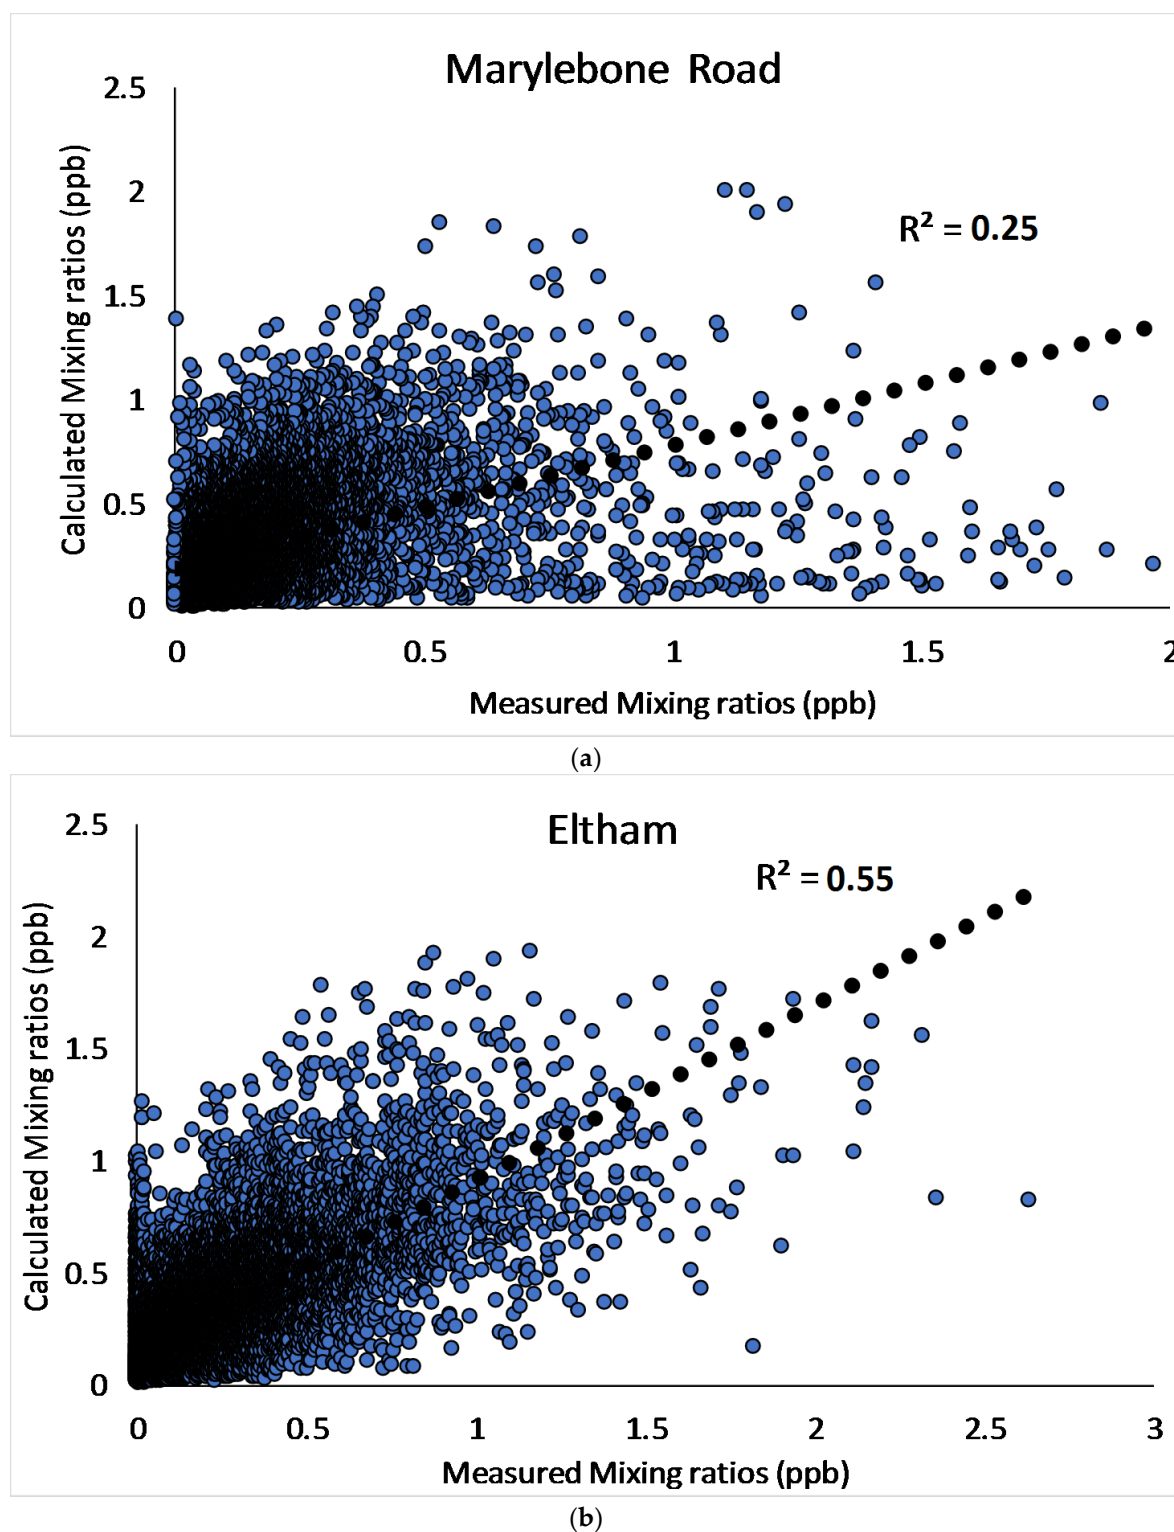 Marylebone Road
2.5
2
1.5
1
0.5
0
Calculated Mixing ratios (ppb)
R² = 0.25
0 0.5 1 1.5 2
Measured Mixing ratios (ppb)
(a)
Eltham
2.5
2
1.5
1
0.5
0
Calculated Mixing ratios (ppb)
R² = 0.55
0 0.5 1 1.5 2 2.5 3
Measured Mixing ratios (ppb)
(b)